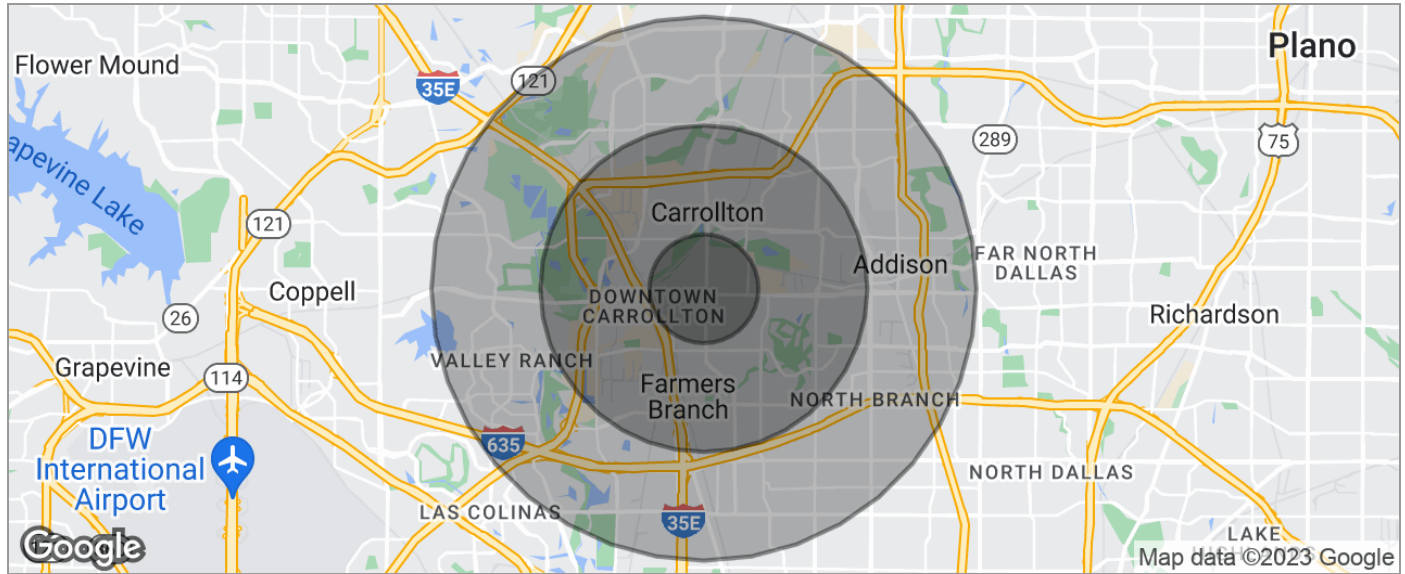 Plano
Flower Mound
121
35E
289
75
apevine Lake
Carrollton
121
FAR NORTH
DALLAS
Addison
Coppell
DOWNTOWN
CARROLLTON
26
Richardson
VALLEY RANCH
Grapevine
114
Farmers
Branch
NORTH BRANCH
DFW
International
Airport
635
NORTH DALLAS
LAS COLINAS
35E
LAKE
Google
Map data ©2023 Google